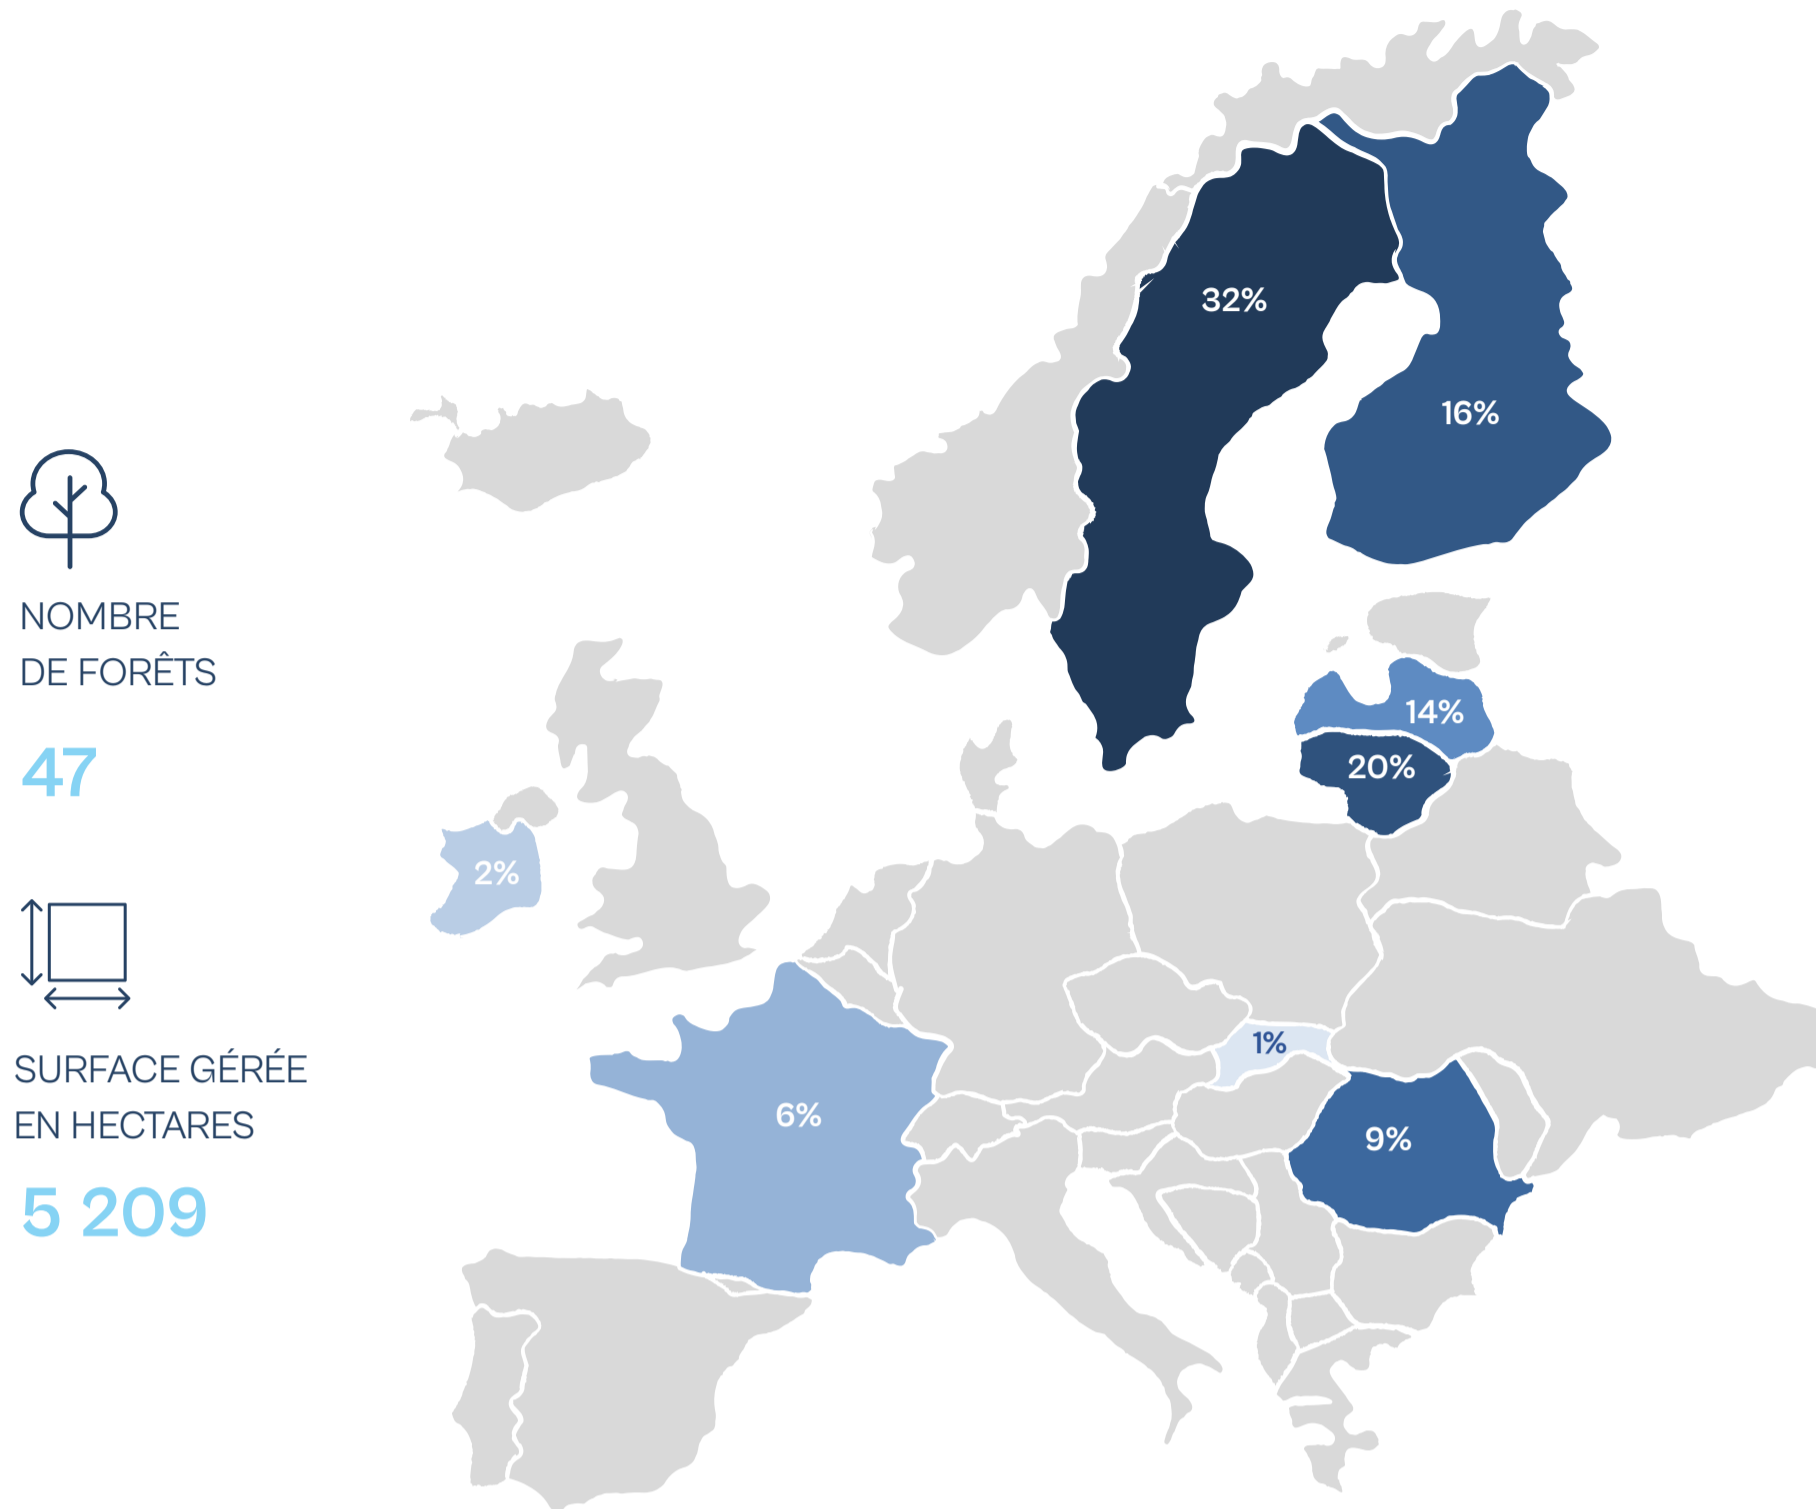 NOMBRE
DE FORÊTS
47
SURFACE GÉRÉE
EN HECTARES
5 209
32%
16%
14%
20%
2%
1%
6%
9%